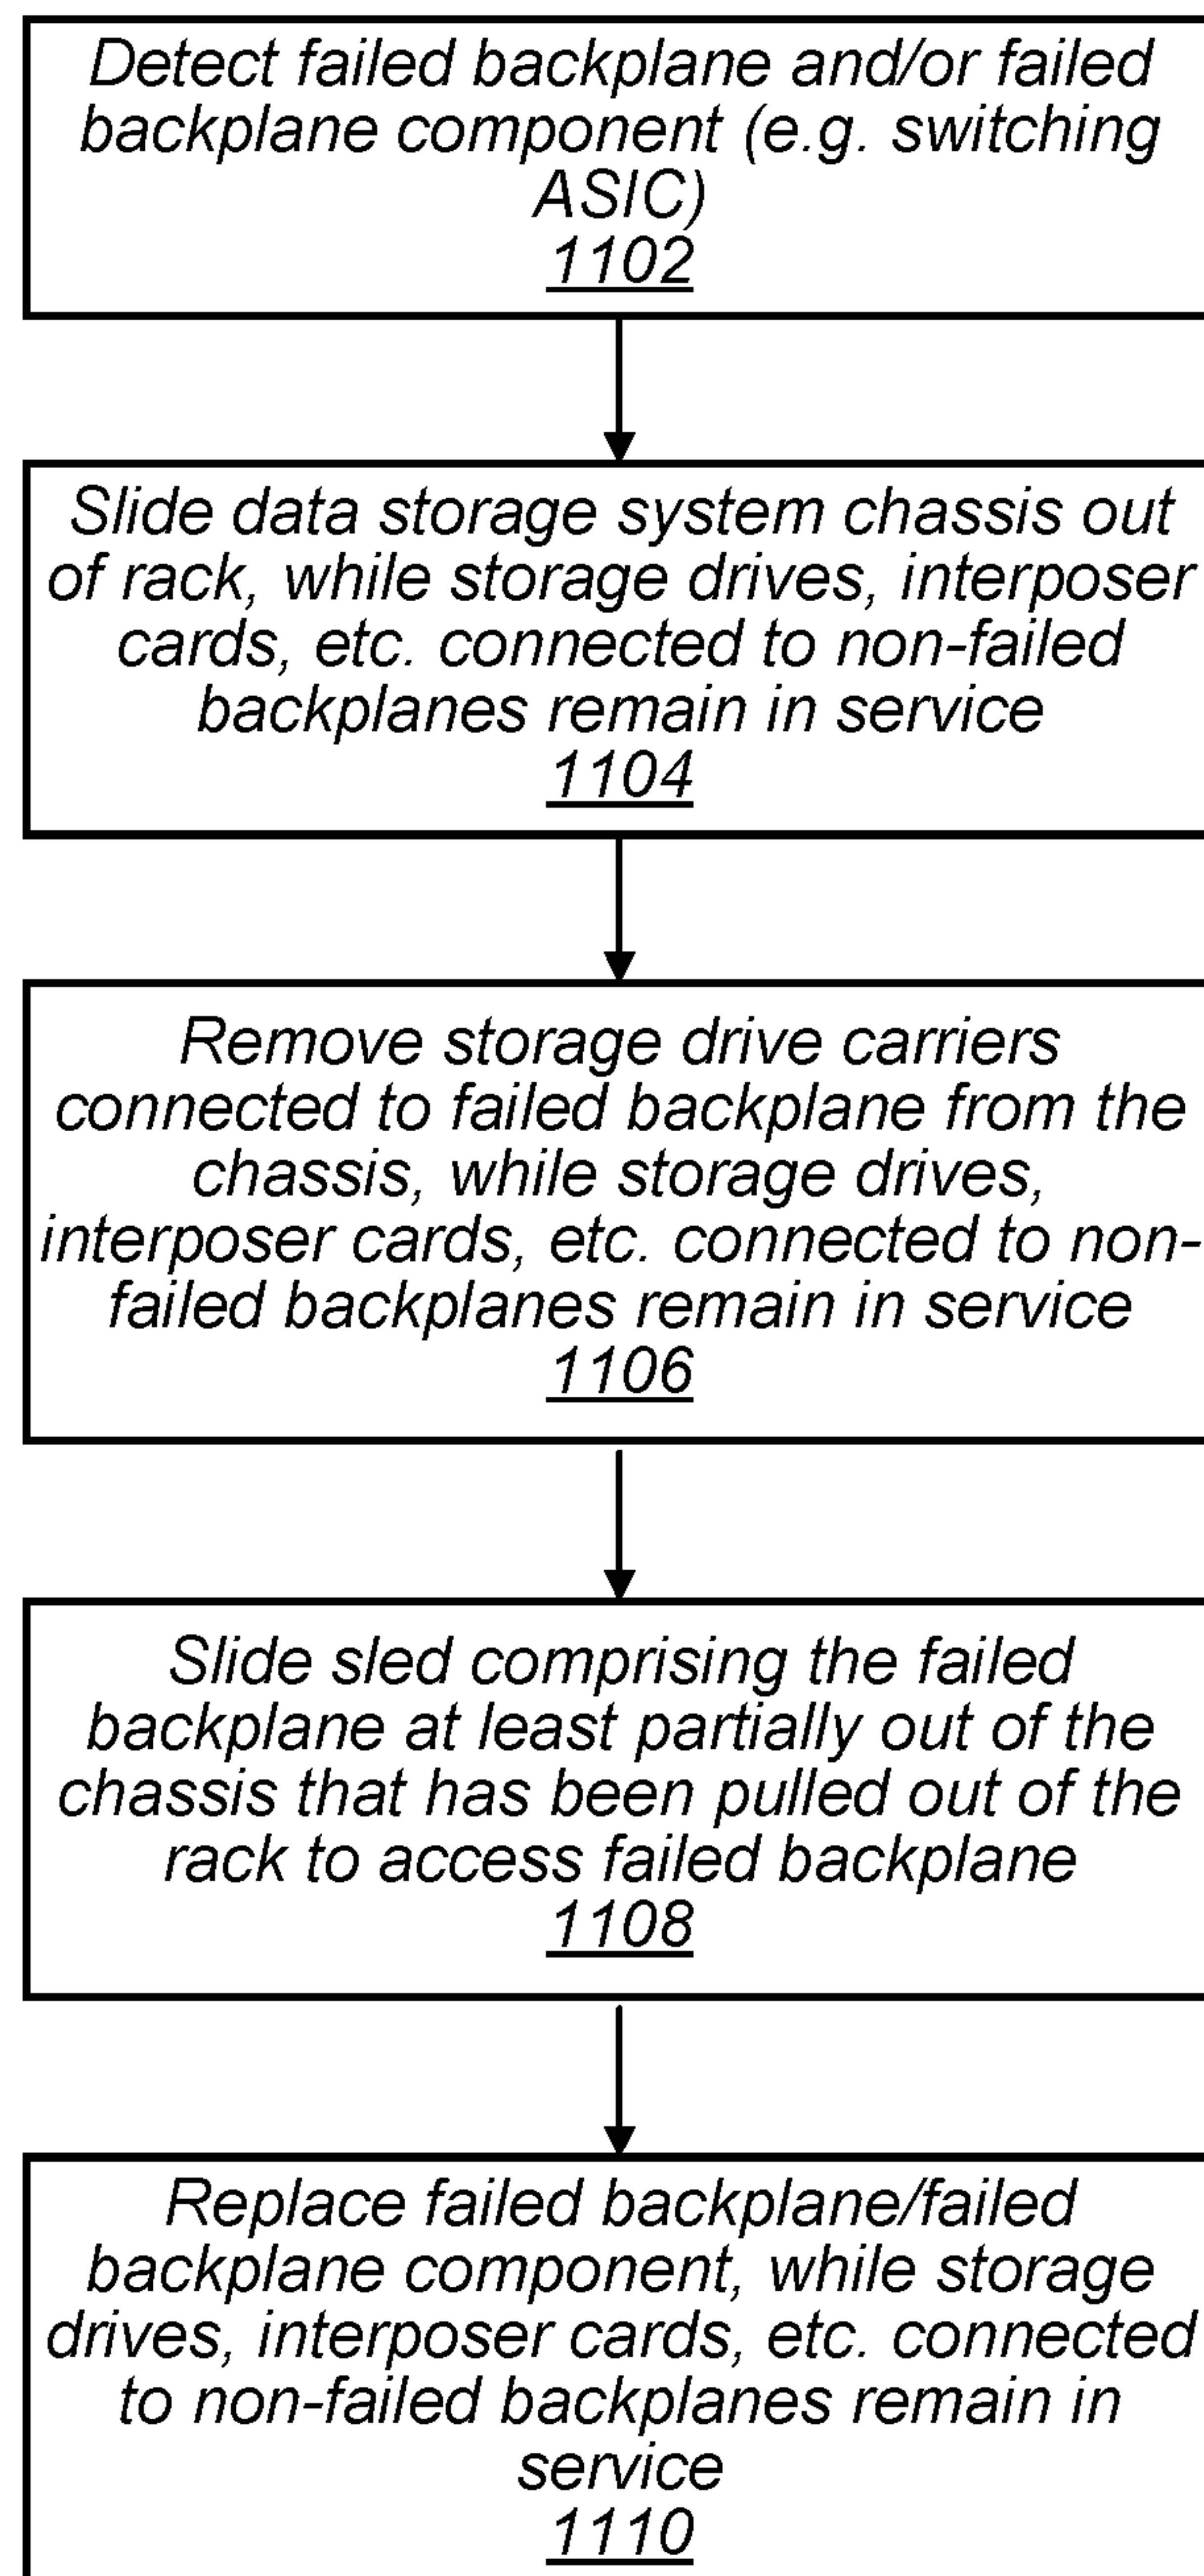 Detect failed backplane and/or failed
backplane component (e.g. switching
ASIC)
1102
Slide data storage system chassis out
of rack, while storage drives, interposer
cards, etc. connected to non-failed
backplanes remain in service
1104
Remove storage drive carriers
connected to failed backplane from the
chassis, while storage drives,
interposer cards, etc. connected to non-
failed backplanes remain in service
1106
Slide sled comprising the failed
backplane at least partially out of the
chassis that has been pulled out of the
rack to access failed backplane
1108
Replace failed backplane/failed
backplane component, while storage
drives, interposer cards, etc. connected
to non-failed backplanes remain in
service
1110